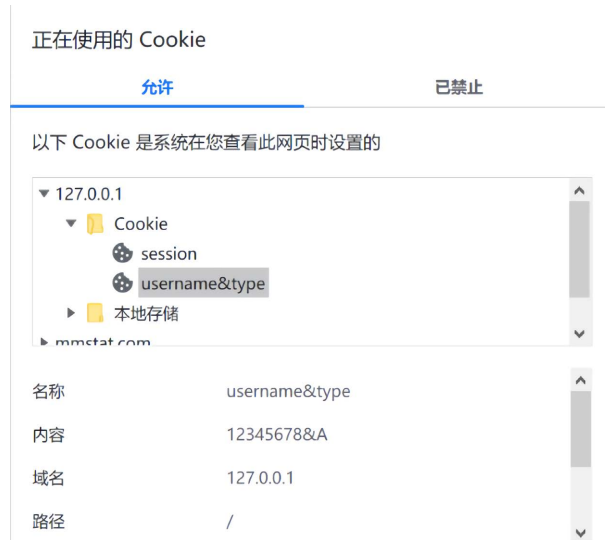 正在使用的 Cookie
允许 已禁止
以下 Cookie 是系统在您查看此网页时设置的
127.0.0.1
Cookie
session
username&type
本地存储
mmstat.com
名称 username&type
内容 12345678&A
域名 127.0.0.1
路径 /